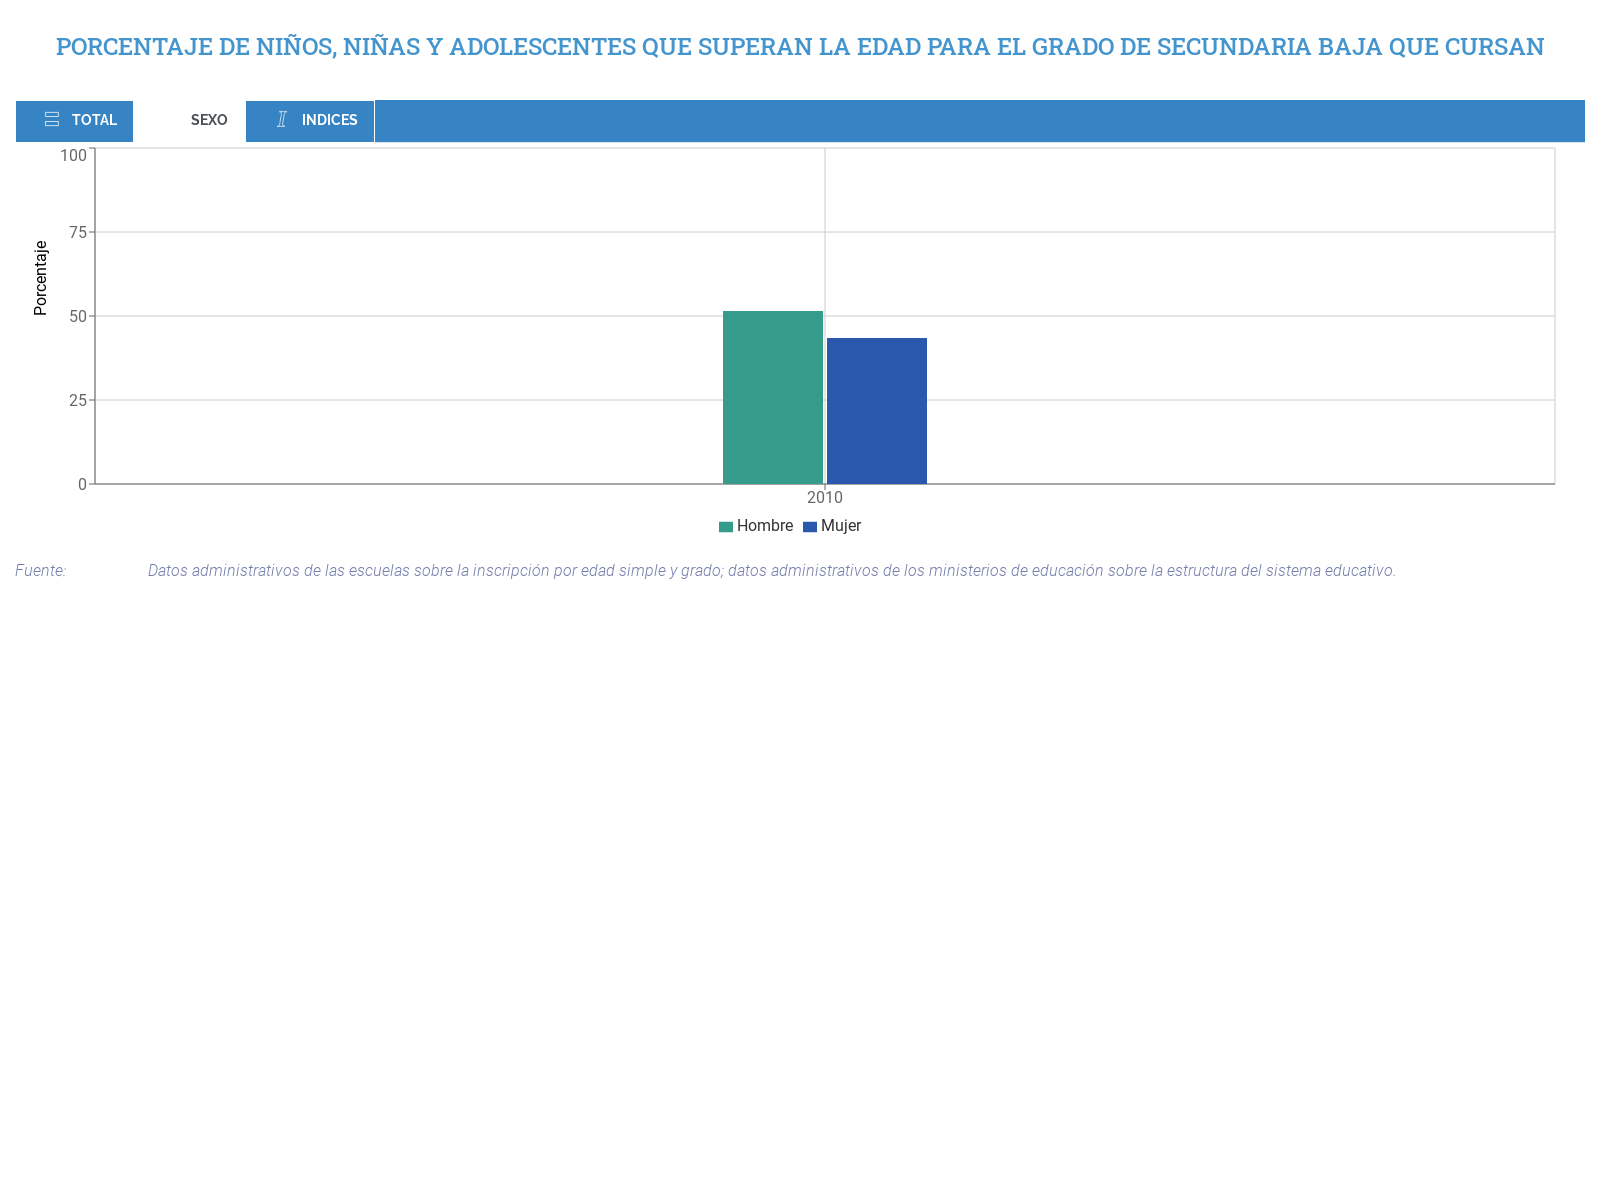 PORCENTAJE DE NIÑOS, NIÑAS Y ADOLESCENTES QUE SUPERAN LA EDAD PARA EL GRADO DE SECUNDARIA BAJA QUE CURSAN
TOTAL SEXO INDICES
100
75
50
25
0
Porcentaje
2010
Hombre Mujer
Fuente: Datos administrativos de las escuelas sobre la inscripción por edad simple y grado; datos administrativos de los ministerios de educación sobre la estructura del sistema educativo.